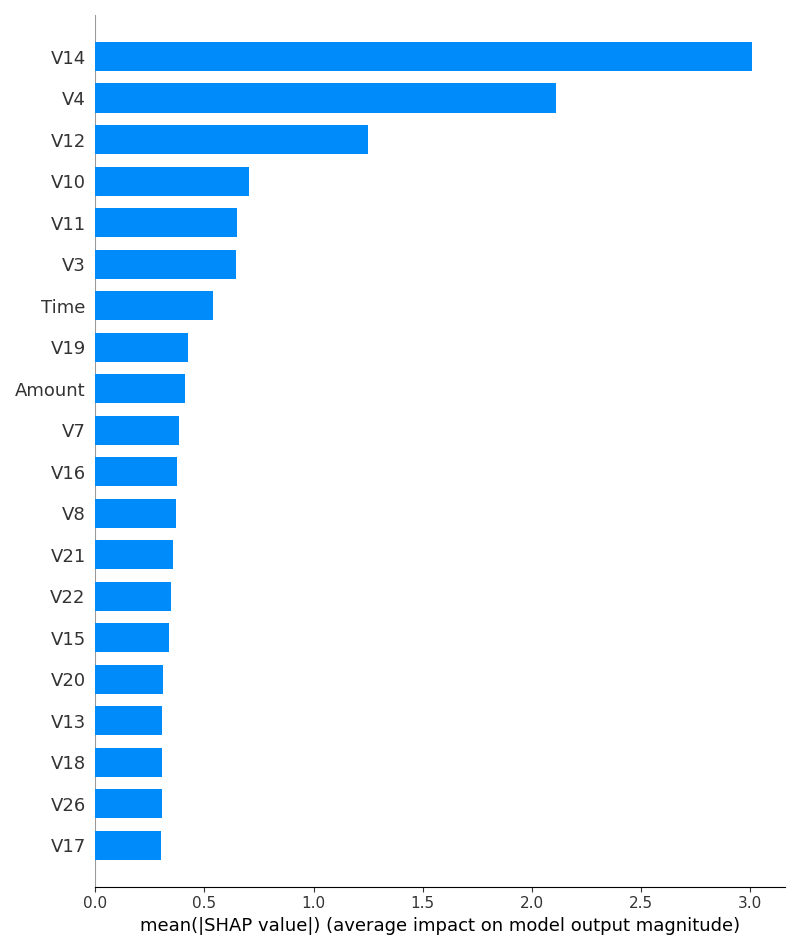 V14
V4
V12
V10
V11
V3
Time
V19
Amount
V7
V16
V8
V21
V22
V15
V20
V13
V18
V26
V17
0.0 0.5 1.0 1.5 2.0 2.5 3.0
mean(|SHAP value|) (average impact on model output magnitude)